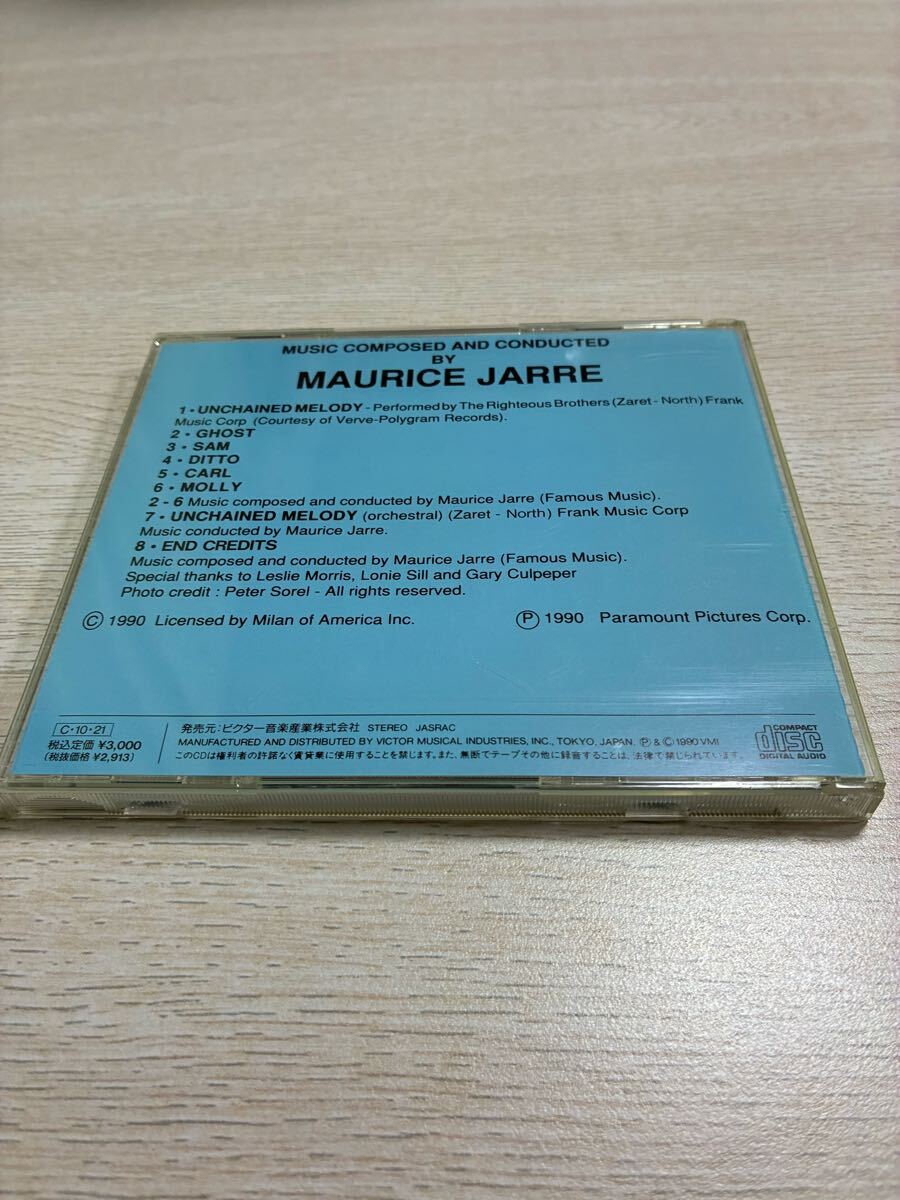 MUSIC COMPOSED AND CONDUCTED
BY
MAURICE JARRE
1・UNCHAINED MELODY - Performed by The Righteous Brothers (Zaret - North) Frank
Music Corp (Courtesy of Verve-Polygram Records).
2・GHOST
3・SAM
4・DITTO
5・CARL
6・MOLLY
2 - 6 Music composed and conducted by Maurice Jarre (Famous Music).
7・UNCHAINED MELODY (orchestral) (Zaret - North) Frank Music Corp
Music conducted by Maurice Jarre.
8・END CREDITS
Music composed and conducted by Maurice Jarre (Famous Music).
Special thanks to Leslie Morris, Lonie Sill and Gary Culpeper
Photo credit : Peter Sorel - All rights reserved.
Ⓒ 1990 Licensed by Milan of America Inc. Ⓟ 1990 Paramount Pictures Corp.
C・10・21
税込定価 ¥3,000
(税抜価格 ¥2,913)
発売元:ビクター音楽産業株式会社 STEREO JASRAC
MANUFACTURED AND DISTRIBUTED BY VICTOR MUSICAL INDUSTRIES, INC., TOKYO, JAPAN. Ⓟ & Ⓒ 1990 VMI
このCDは権利者の許諾なく賃貸業に使用することを禁じます。また、無断でテープその他に録音することは、法律で禁じられています。
COMPACT
disc
DIGITAL AUDIO